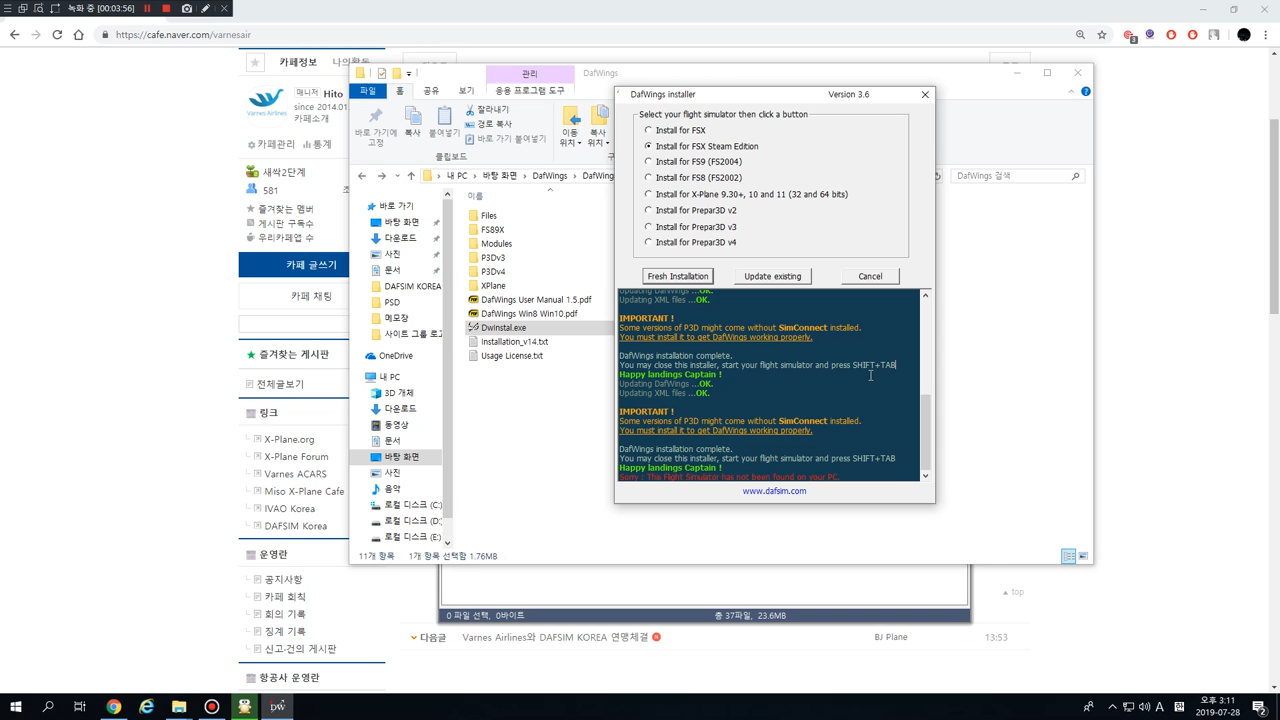 녹화 중 [00:03:56]
https://cafe.naver.com/varnesair
3
카페정보
매니저 Hito
since 2014.01
카페소개
Varnes Airlines
카페관리
통계
새싹2단계
581
즐겨찾는 멤버
게시판 구독수
우리카페앱 수
카페 글쓰기
카페 채팅
즐겨찾는 게시판
전체글보기
링크
X-Plane.org
X-Plane Forum
Varnes ACARS
Miso X-Plane Cafe
IVAO Korea
DAFSIM Korea
운영란
공지사항
카페 회칙
회의 기록
징계 기록
신고·건의 게시판
항공사 운영란
관리
DafWings
파일
홈
공유
보기
응용 프로그램 도구
바로 가기에 고정
복사
붙여넣기
잘라내기
경로 복사
바로 가기 붙여넣기
클립보드
이동 위치
복사 위치
내 PC
바탕 화면
DafWings
DafWing
DafWings 검색
바로 가기
바탕 화면
다운로드
사진
문서
DAFSIM KOREA
PSD
메모장
사이트 그룹 로고
OneDrive
내 PC
3D 개체
다운로드
동영상
문서
바탕 화면
사진
음악
로컬 디스크 (C:)
로컬 디스크 (D:)
로컬 디스크 (E:)
이름
Files
FS89X
Modules
P3Dv3
P3Dv4
XPlane
DafWings User Manual 1.5.pdf
DafWings Win8 Win10.pdf
DwInstal.exe
Installation_v14.txt
Usage License.txt
11개 항목
1개 항목 선택함 1.76MB
DafWings installer
Version 3.6
Select your flight simulator then click a button
Install for FSX
Install for FSX Steam Edition
Install for FS9 (FS2004)
Install for FS8 (FS2002)
Install for X-Plane 9.30+, 10 and 11 (32 and 64 bits)
Install for Prepar3D v2
Install for Prepar3D v3
Install for Prepar3D v4
Fresh Installation
Update existing
Cancel
Updating DafWings ...OK.
Updating XML files ...OK.
IMPORTANT !
Some versions of P3D might come without SimConnect installed.
You must install it to get DafWings working properly.
DafWings installation complete.
You may close this installer, start your flight simulator and press SHIFT+TAB
Happy landings Captain !
Updating DafWings ...OK.
Updating XML files ...OK.
IMPORTANT !
Some versions of P3D might come without SimConnect installed.
You must install it to get DafWings working properly.
DafWings installation complete.
You may close this installer, start your flight simulator and press SHIFT+TAB
Happy landings Captain !
Sorry ! The Flight Simulator has not been found on your PC.
www.dafsim.com
0 파일 선택, 0바이트
총 37파일, 23.6MB
top
다음글
Varnes Airlines와 DAFSIM KOREA 연맹체결
BJ Plane
13:53
DW
A
한
오후 3:11
2019-07-28
2